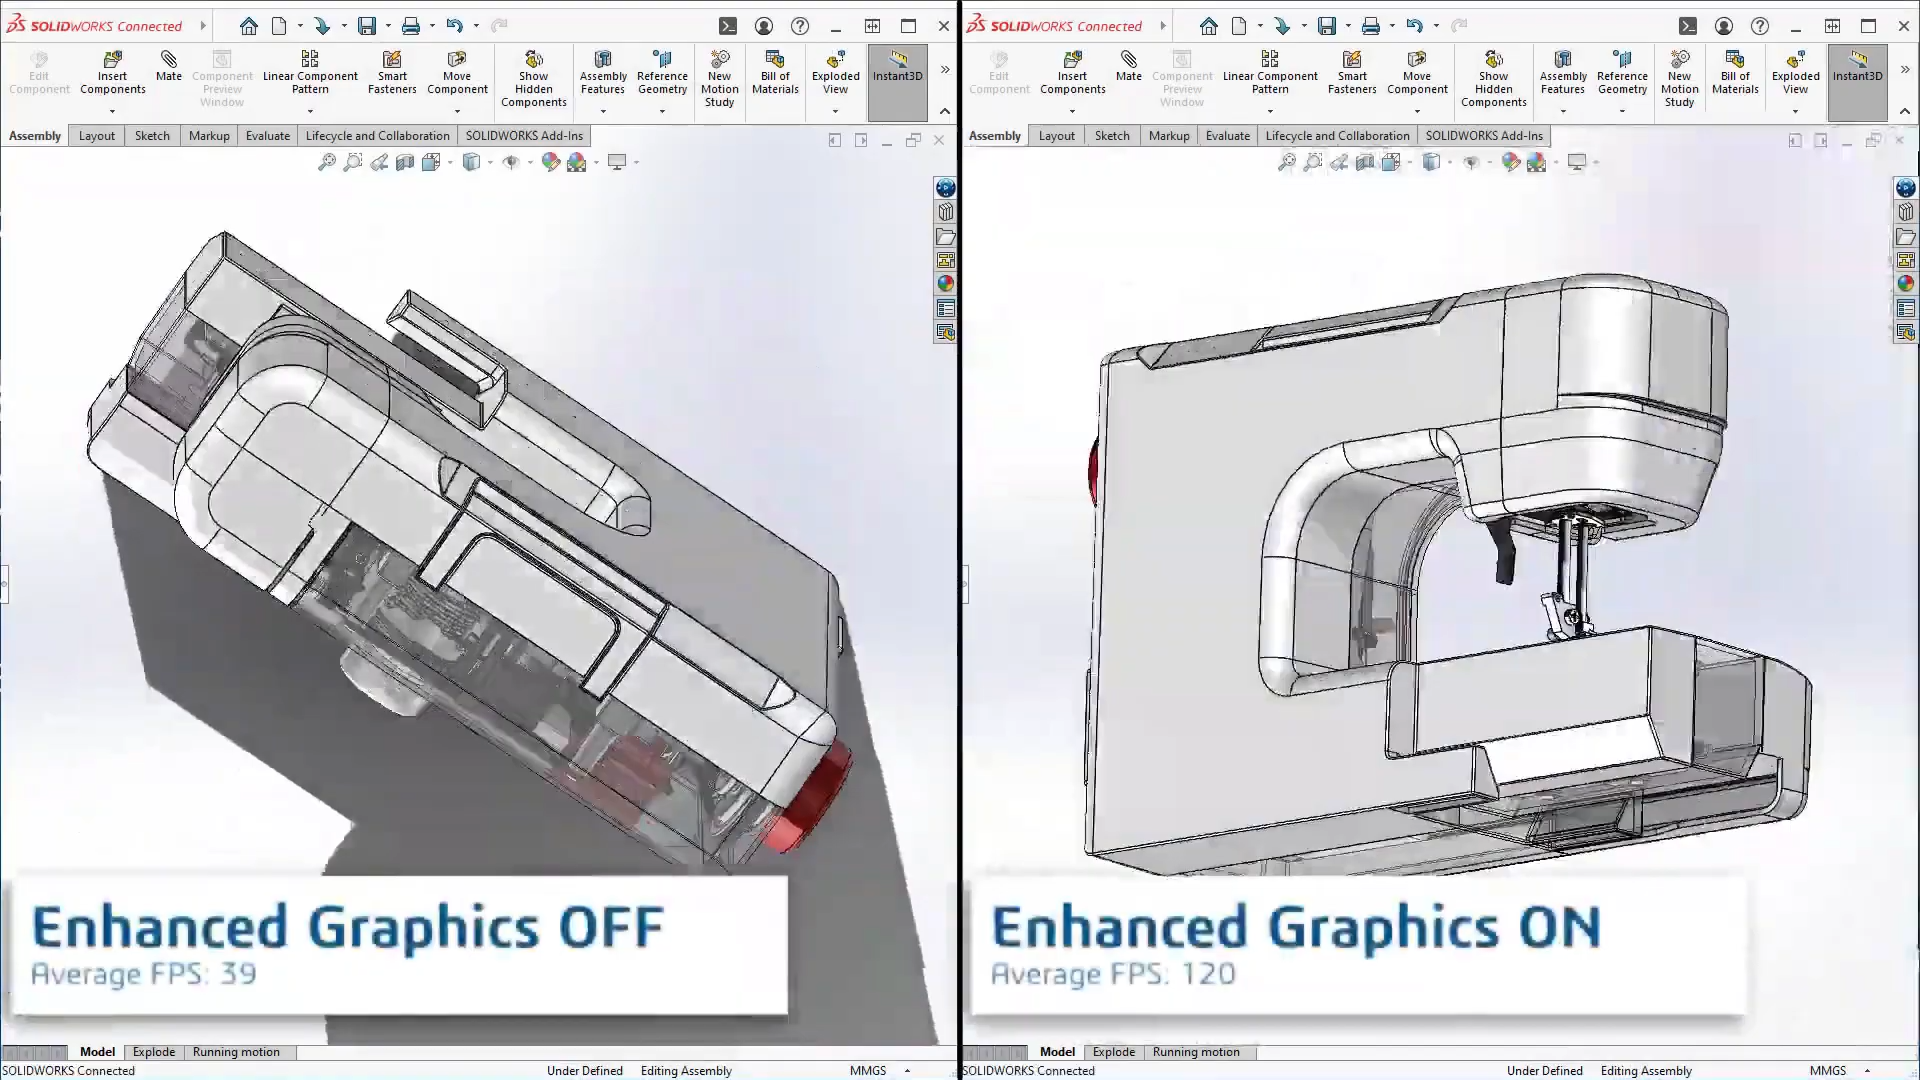 SOLIDWORKS Connected
Edit Component
Insert Components
Mate
Component Preview Window
Linear Component Pattern
Smart Fasteners
Move Component
Show Hidden Components
Assembly Features
Reference Geometry
New Motion Study
Bill of Materials
Exploded View
Instant3D
Assembly Layout Sketch Markup Evaluate Lifecycle and Collaboration SOLIDWORKS Add-Ins
Enhanced Graphics OFF
Average FPS: 39
Model Explode Running motion
SOLIDWORKS Connected Under Defined Editing Assembly MMGS
SOLIDWORKS Connected
Edit Component
Insert Components
Mate
Component Preview Window
Linear Component Pattern
Smart Fasteners
Move Component
Show Hidden Components
Assembly Features
Reference Geometry
New Motion Study
Bill of Materials
Exploded View
Instant3D
Assembly Layout Sketch Markup Evaluate Lifecycle and Collaboration SOLIDWORKS Add-Ins
Enhanced Graphics ON
Average FPS: 120
Model Explode Running motion
SOLIDWORKS Connected Under Defined Editing Assembly MMGS